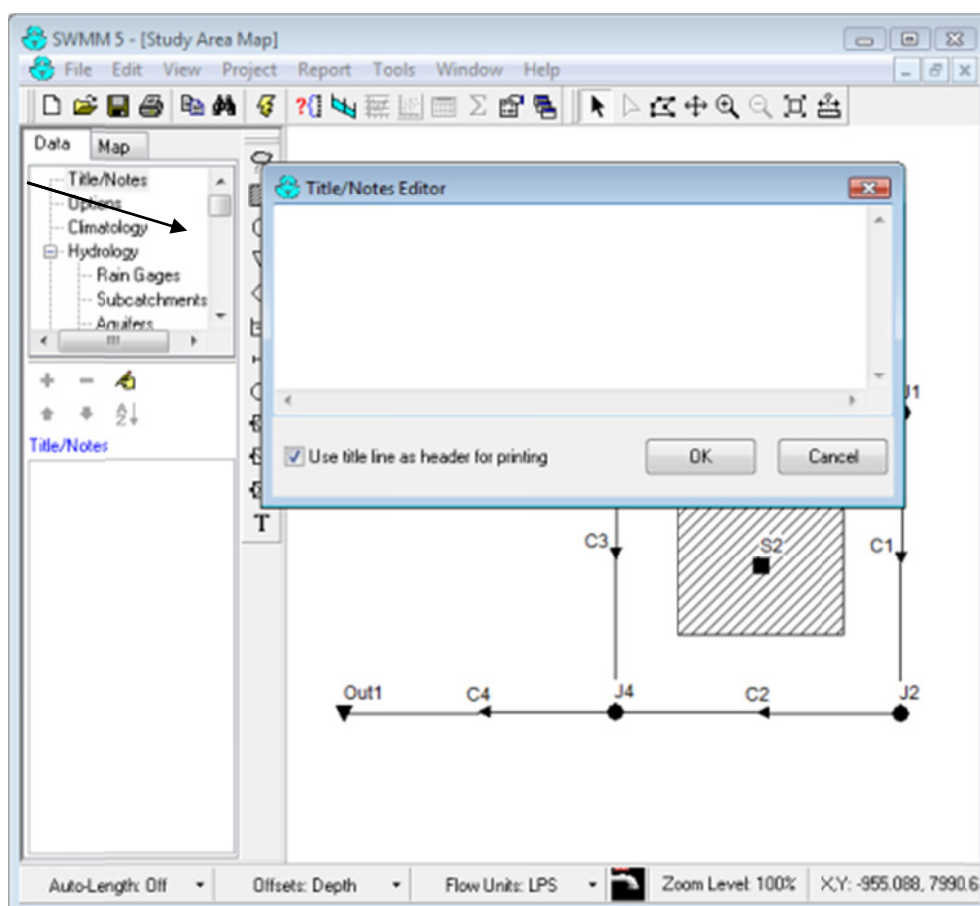 SWMM 5 - [Study Area Map]
File Edit View Project Report Tools Window Help
Data Map
Title/Notes
Options
Climatology
Hydrology
Rain Gages
Subcatchments
Aquifers
Title/Notes
T
Title/Notes Editor
Use title line as header for printing
OK Cancel
J1
C3
S2
C1
Out1 C4 J4 C2 J2
Auto-Length: Off Offsets: Depth Flow Units: LPS Zoom Level: 100% X,Y: -955.088, 7990.6